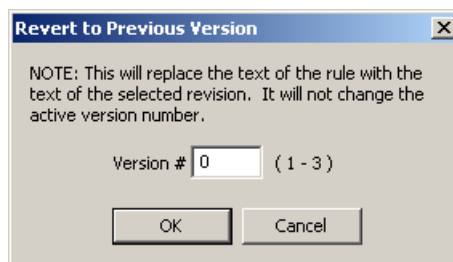 Revert to Previous Version
NOTE: This will replace the text of the rule with the
text of the selected revision.  It will not change the
active version number.
Version # 0 ( 1 - 3 )
OK Cancel